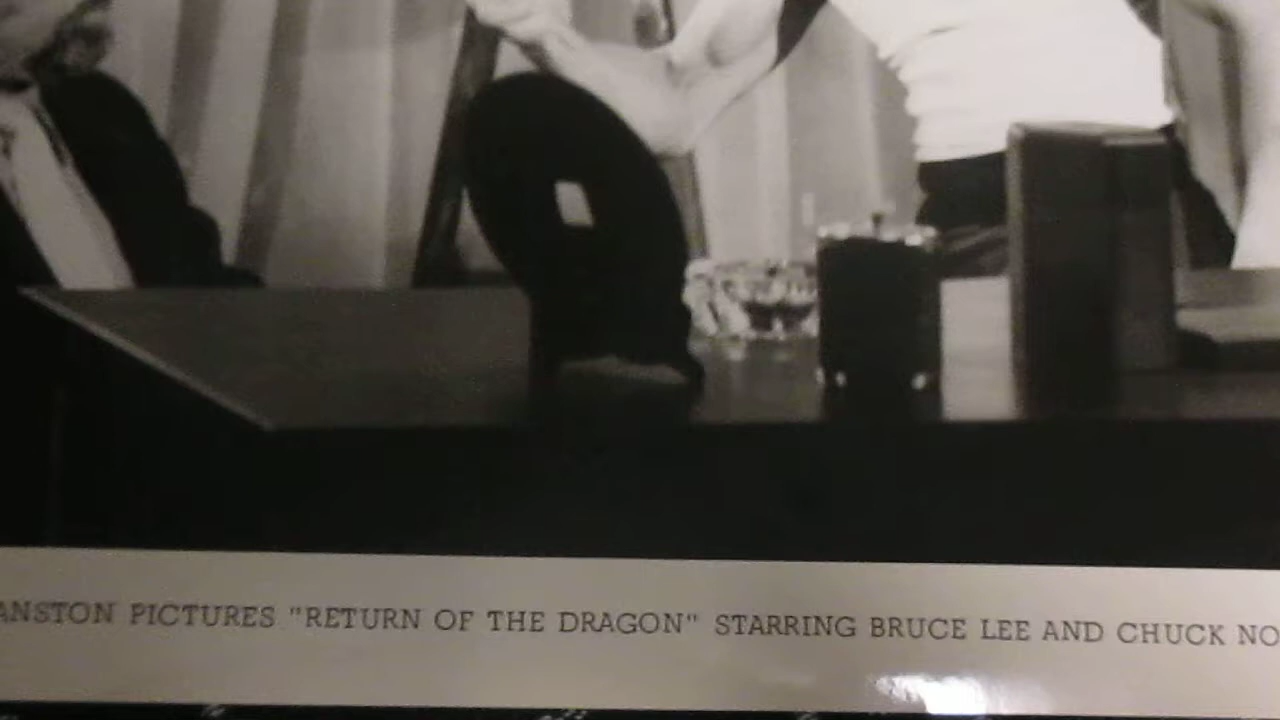 ANSTON PICTURES "RETURN OF THE DRAGON" STARRING BRUCE LEE AND CHUCK NO